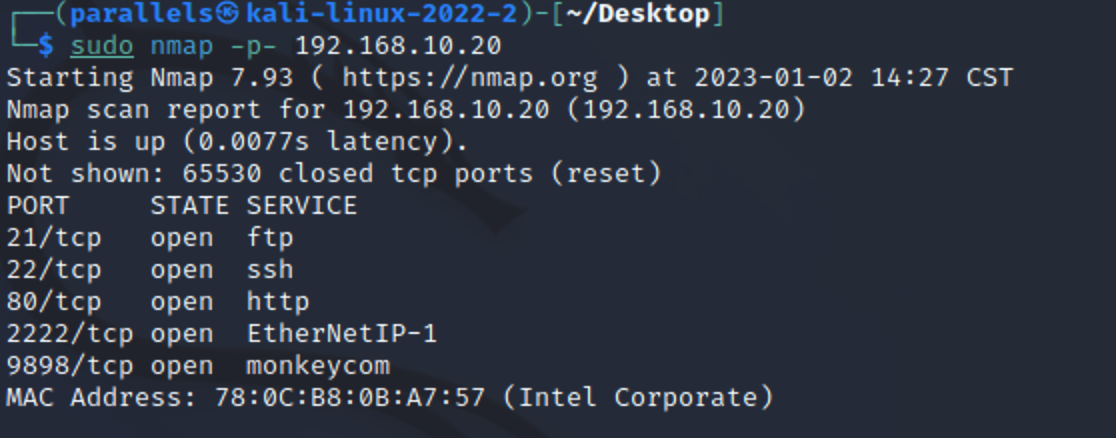 ┌──(parallels㉿kali-linux-2022-2)-[~/Desktop]
└─$ sudo nmap -p- 192.168.10.20
Starting Nmap 7.93 ( https://nmap.org ) at 2023-01-02 14:27 CST
Nmap scan report for 192.168.10.20 (192.168.10.20)
Host is up (0.0077s latency).
Not shown: 65530 closed tcp ports (reset)
PORT     STATE SERVICE
21/tcp   open  ftp
22/tcp   open  ssh
80/tcp   open  http
2222/tcp open  EtherNetIP-1
9898/tcp open  monkeycom
MAC Address: 78:0C:B8:0B:A7:57 (Intel Corporate)